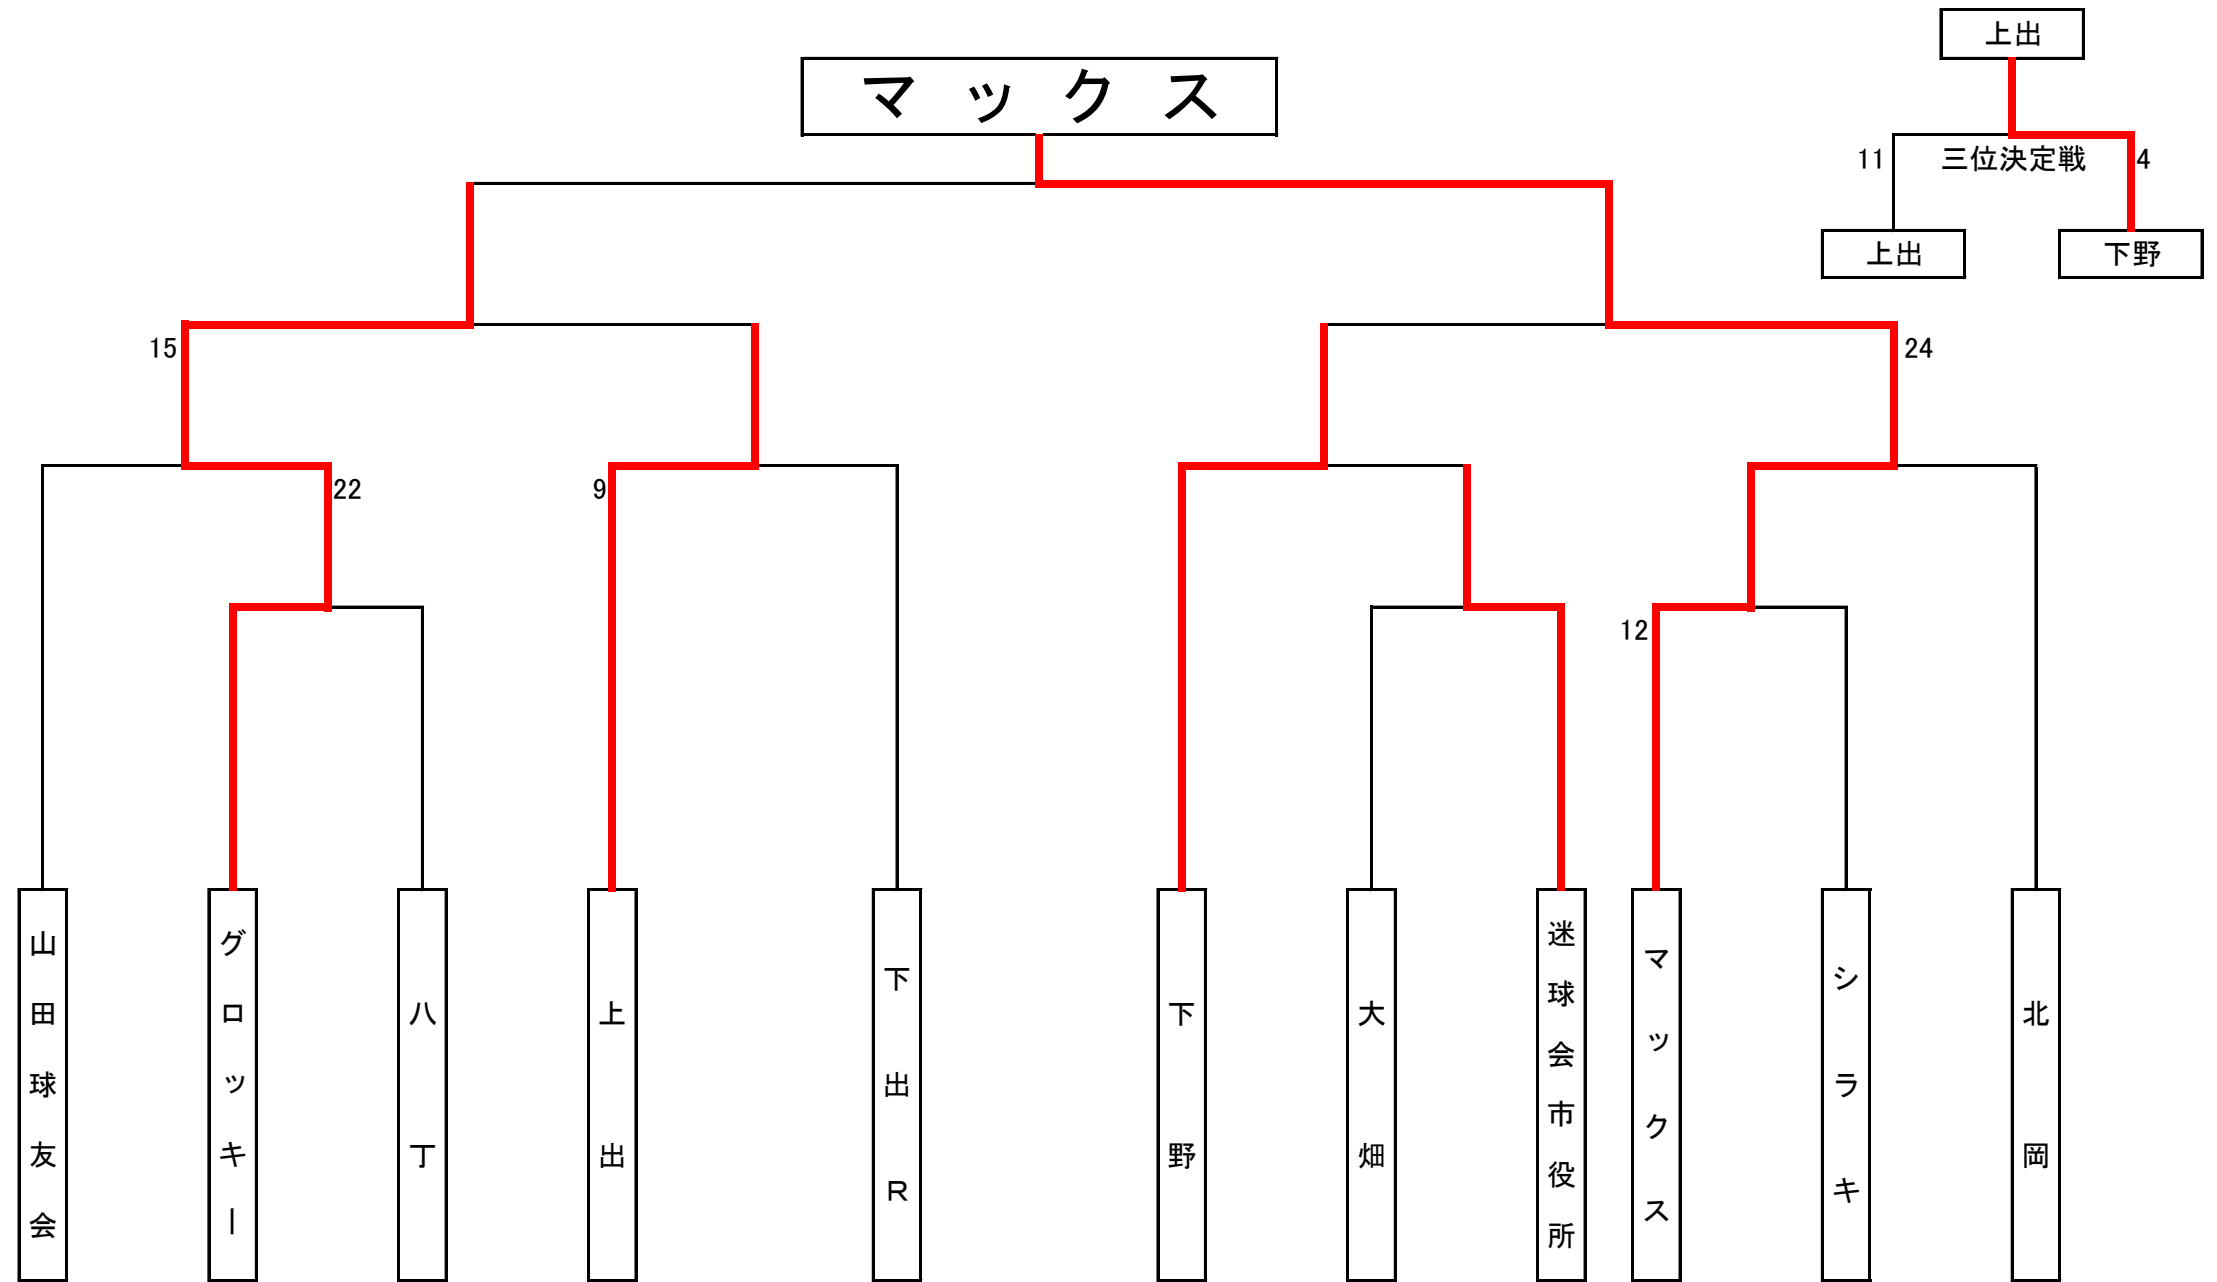 上出
マックス
11
三位決定戦
4
上出
下野
15
24
22
9
12
山田球友会
グロッキー
八丁
上出
下出R
下野
大畑
迷球会市役所
マックス
シラキ
北岡